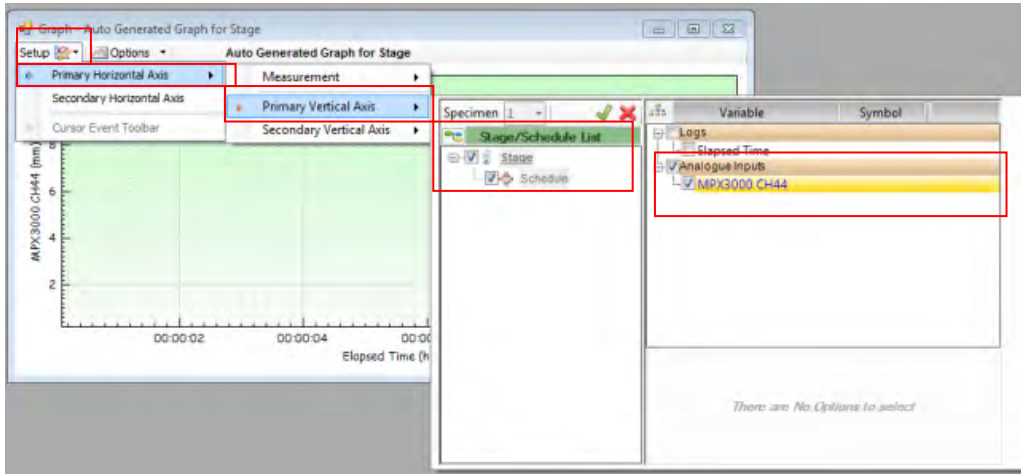 Graph - Auto Generated Graph for Stage
Setup Options Auto Generated Graph for Stage
Primary Horizontal Axis
Secondary Horizontal Axis
Cursor Event Toolbar
Measurement
Primary Vertical Axis
Secondary Vertical Axis
Specimen 1
Stage/Schedule List
Stage
Schedule
Variable Symbol
Logs
Elapsed Time
Analogue Inputs
MPX3000 CH44
There are No Options to select
MPX3000 CH44 (mm)
8
6
4
2
00:00:02 00:00:04 00:00
Elapsed Time (h